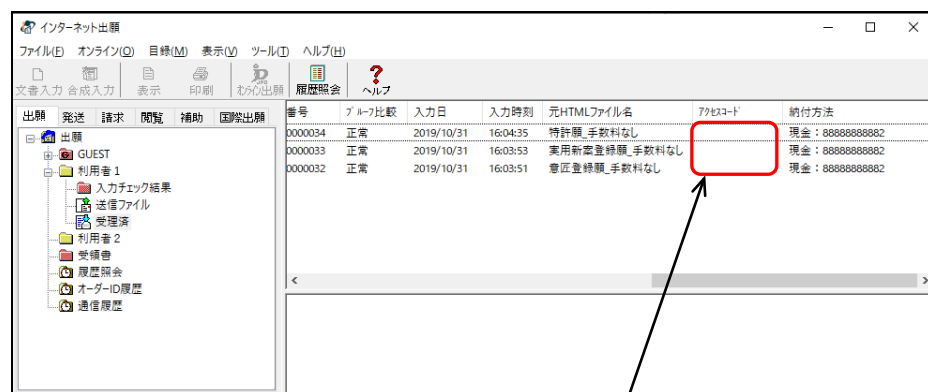 インターネット出願
ファイル(F) オンライン(O) 目録(M) 表示(V) ツール(T) ヘルプ(H)
文書入力 合成入力 表示 印刷 わライン出願 履歴照会 ヘルプ
出願 発送 請求 閲覧 補助 国際出願
出願
GUEST
利用者1
入力チェック結果
送信ファイル
受理済
利用者2
受領書
履歴照会
オーダーID履歴
通信履歴
番号 プルーフ比較 入力日 入力時刻 元HTMLファイル名 アクセスコード 納付方法
0000034 正常 2019/10/31 16:04:35 特許願_手数料なし 現金:88888888882
0000033 正常 2019/10/31 16:03:53 実用新案登録願_手数料なし 現金:88888888882
0000032 正常 2019/10/31 16:03:51 意匠登録願_手数料なし 現金:88888888882